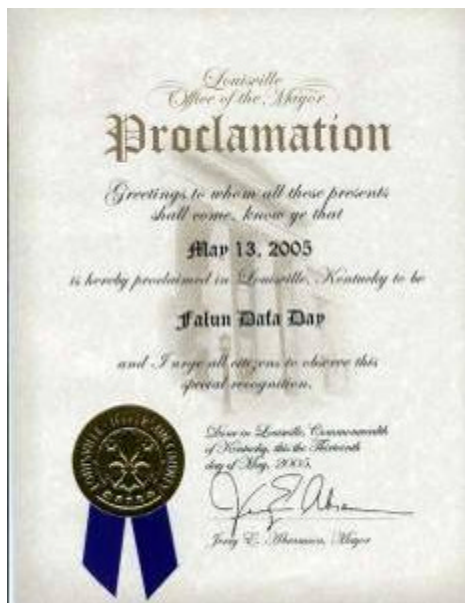 Louisville
Office of the Mayor
Proclamation
Greetings to whom all these presents
shall come, know ye that
May 13, 2005
is hereby proclaimed in Louisville, Kentucky to be
Falun Dafa Day
and I urge all citizens to observe this
special recognition.
Done in Louisville, Commonwealth
of Kentucky, this the Thirteenth
day of May, 2005.
Jerry E. Abramson, Mayor